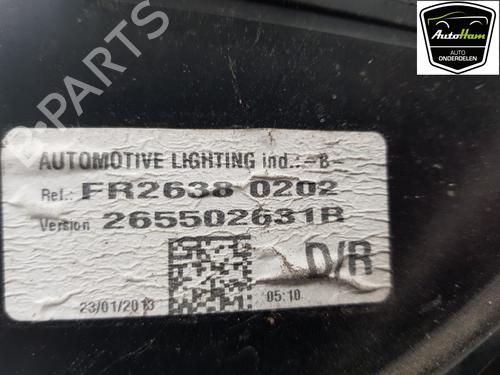 AutoHam
AUTO
ONDERDELEN
B-PARTS
AUTOMOTIVE LIGHTING ind.:-B-
Ref.: FR2638 0202
Version 265502631R
D/R
23/01/2013
05:10